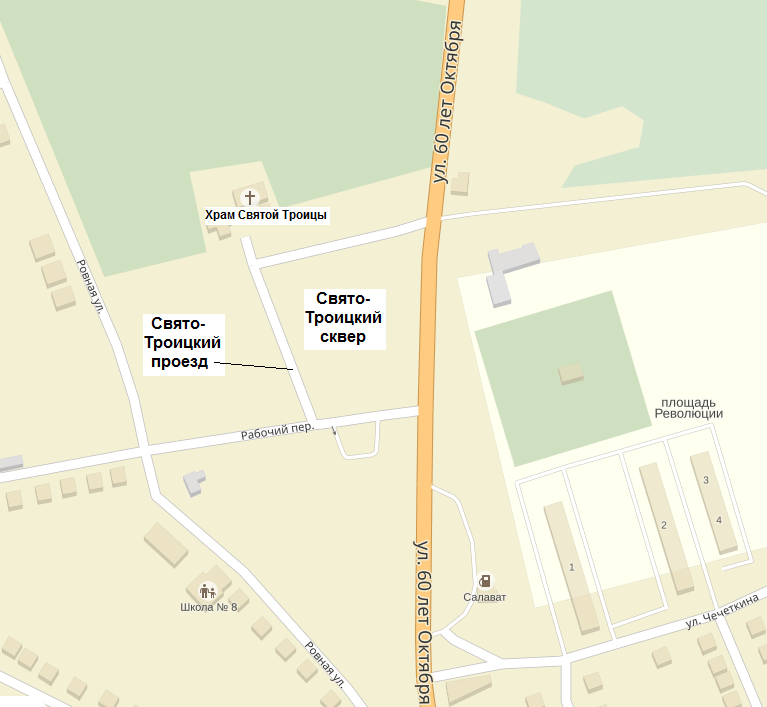 ул. 60 лет Октября
Храм Святой Троицы
Ровная ул.
Свято-
Троицкий
сквер
Свято-
Троицкий
проезд
площадь
Революции
Рабочий пер.
3
4
2
1
ул. 60 лет Октября
Салават
Школа № 8
ул. Чечеткина
Ровная ул.